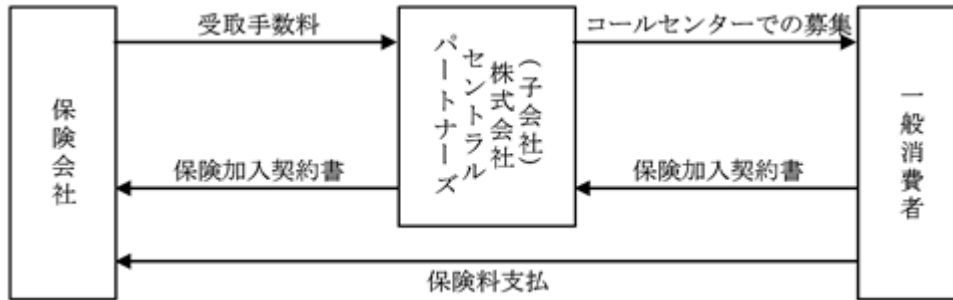 受取手数料
コールセンターでの募集
保険会社
(子会社)
株式会社
セントラル
パートナーズ
一般消費者
保険加入契約書
保険加入契約書
保険料支払